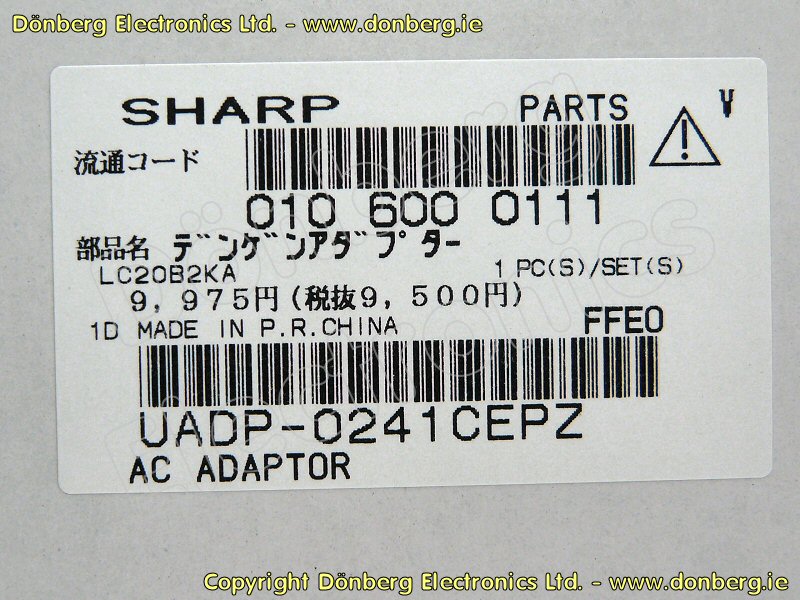 Dönberg Electronics Ltd. - www.donberg.ie
SHARP PARTS
流通コード
010 600 0111
部品名 デンゲンアダプター
LC20B2KA 1 PC(S)/SET(S)
9,975円(税抜9,500円)
1D MADE IN P.R.CHINA FFE0
UADP-0241CEPZ
AC ADAPTOR
Dönberg Electronics
Copyright Dönberg Electronics Ltd. - www.donberg.ie